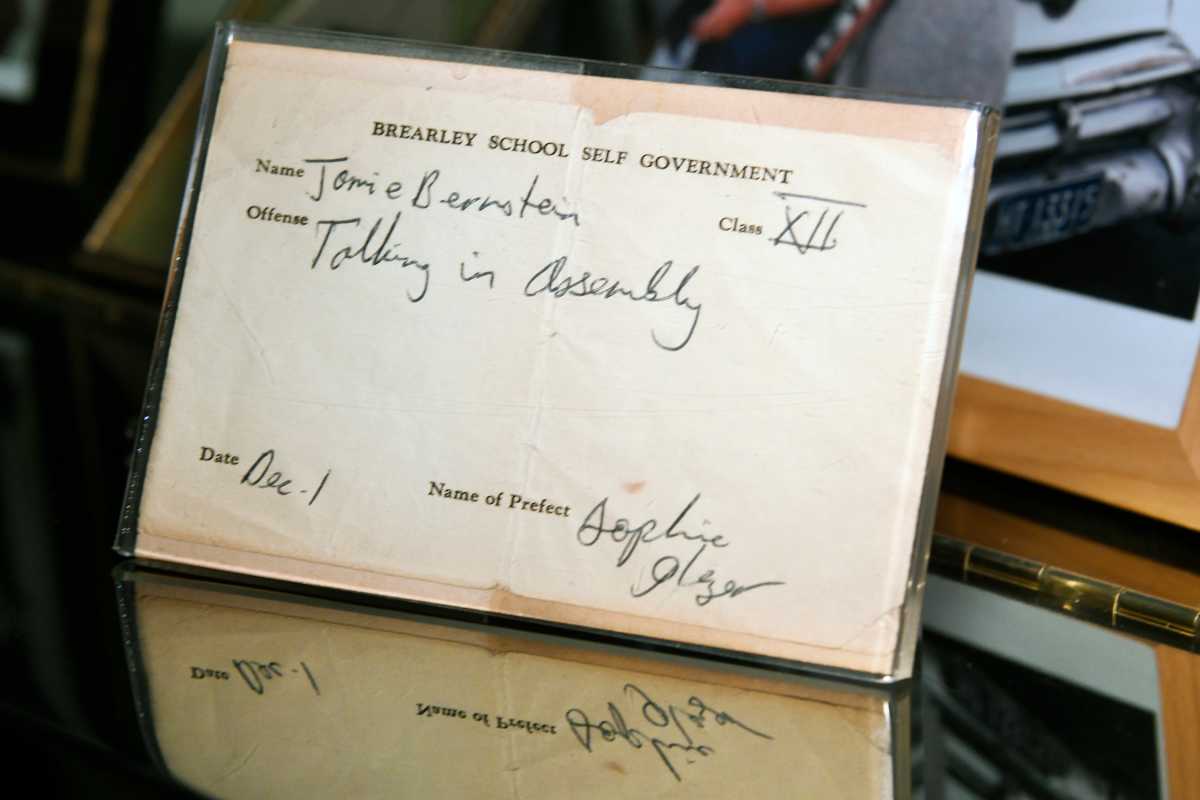 BREARLEY SCHOOL SELF GOVERNMENT
Name Jamie Bernstein
Class XII
Offense Talking in Assembly
Date Dec. 1
Name of Prefect Sophie